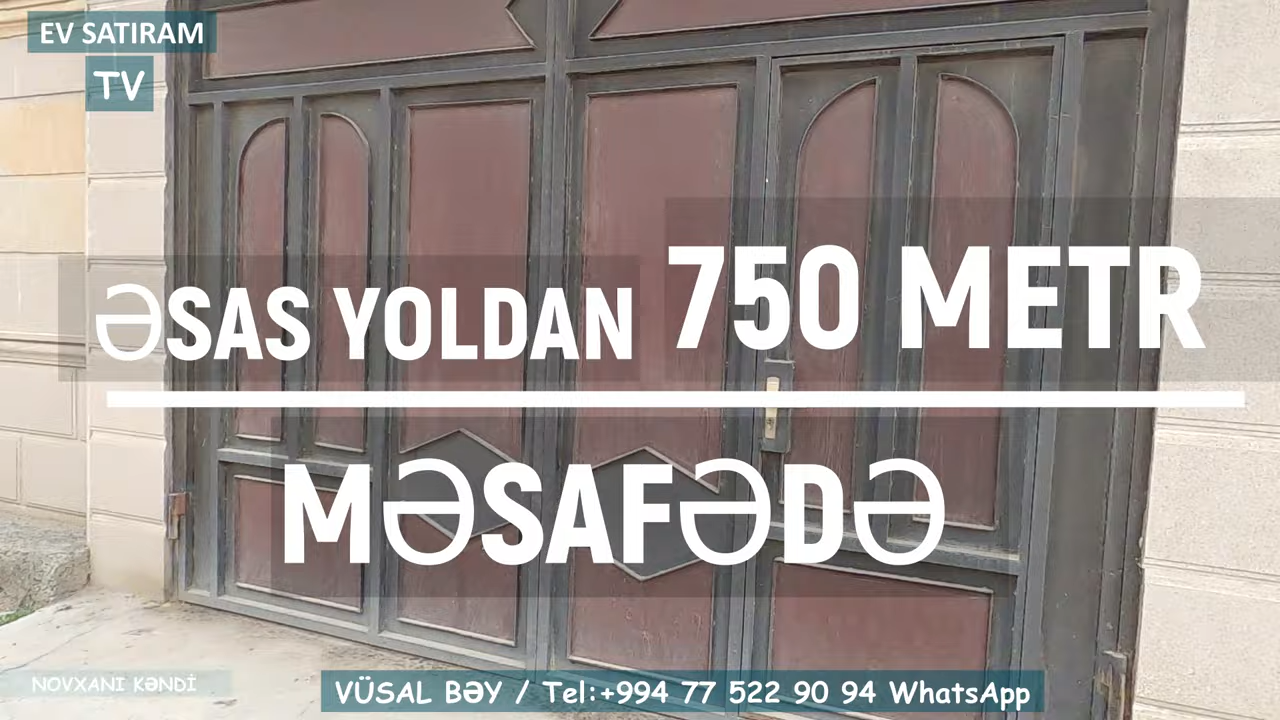 EV SATIRAM
TV
ƏSAS YOLDAN 750 METR
MƏSAFƏDƏ
NOVXANI KƏNDİ
VÜSAL BƏY / Tel:+994 77 522 90 94 WhatsApp